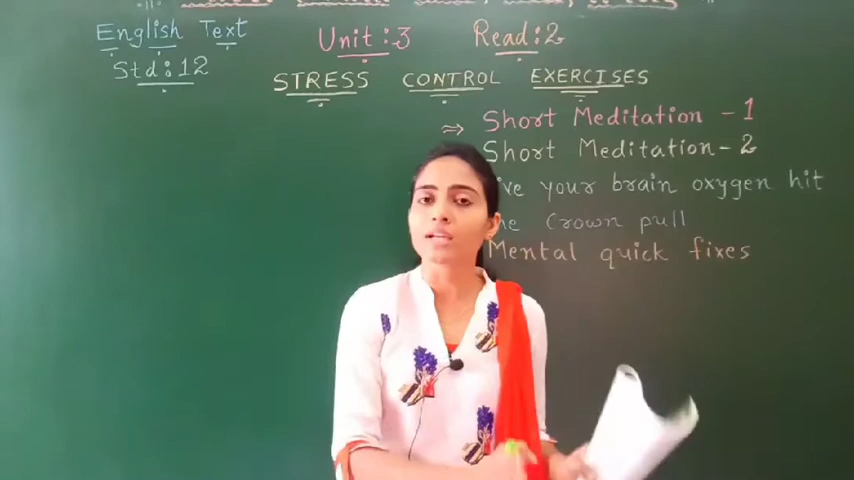 English Text
Std : 12
Unit : 3 Read : 2
STRESS CONTROL EXERCISES
⇒ Short Meditation - 1
Short Meditation - 2
ive your brain oxygen hit
Crown pull
Mental quick fixes